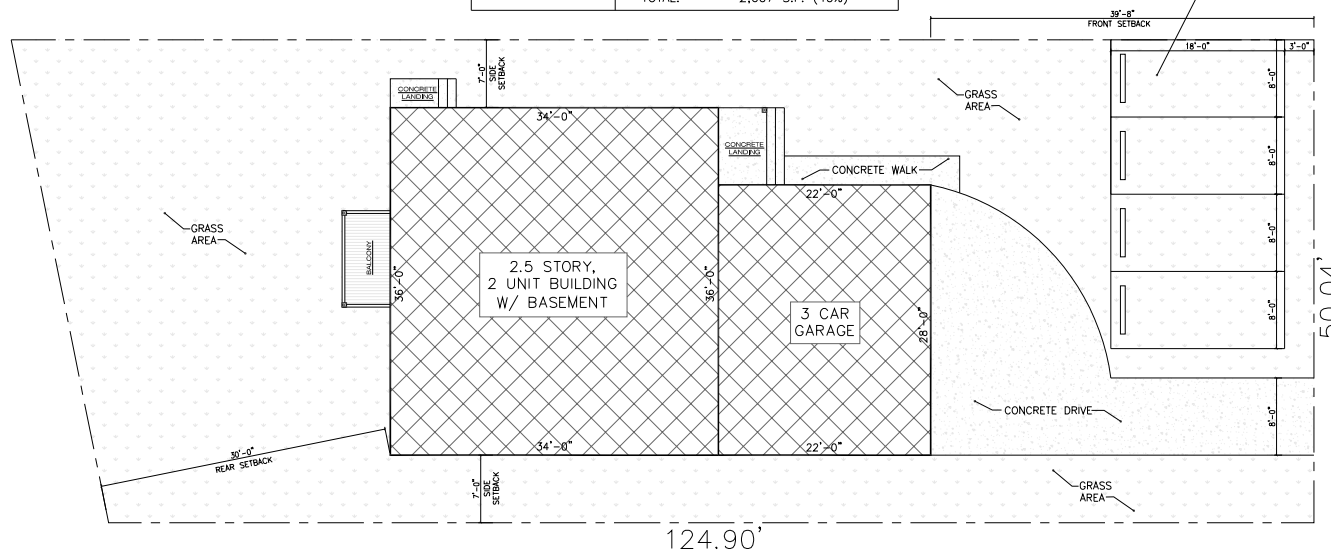 39'-8"
FRONT SETBACK
18'-0"
3'-0"
7'-0"
SIDE
SETBACK
CONCRETE
LANDING
34'-0"
GRASS
AREA
8'-0"
CONCRETE
LANDING
CONCRETE WALK
8'-0"
22'-0"
GRASS
AREA
BALCONY
36'-0"
2.5 STORY,
2 UNIT BUILDING
W/ BASEMENT
36'-0"
3 CAR
GARAGE
28'-0"
8'-0"
8'-0"
50.04'
CONCRETE DRIVE
8'-0"
34'-0"
22'-0"
30'-0"
REAR SETBACK
7'-0"
SIDE
SETBACK
GRASS
AREA
124.90'